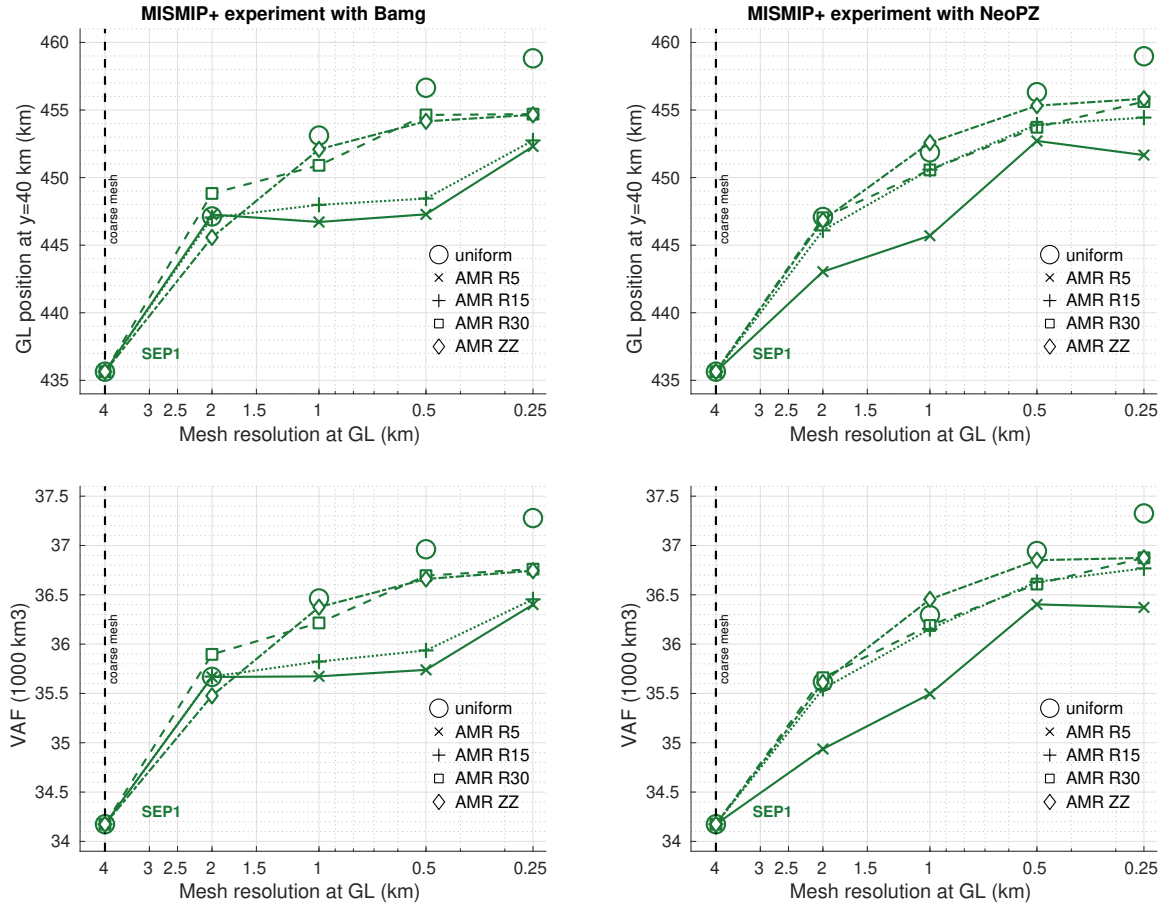 MISMIP+ experiment with Bamg
460
455
450
445
440
435
GL position at y=40 km (km)
coarse mesh
SEP1
uniform
AMR R5
AMR R15
AMR R30
AMR ZZ
4 3 2.5 2 1.5 1 0.5 0.25
Mesh resolution at GL (km)
MISMIP+ experiment with NeoPZ
460
455
450
445
440
435
GL position at y=40 km (km)
coarse mesh
SEP1
uniform
AMR R5
AMR R15
AMR R30
AMR ZZ
4 3 2.5 2 1.5 1 0.5 0.25
Mesh resolution at GL (km)
37.5
37
36.5
36
35.5
35
34.5
34
VAF (1000 km3)
coarse mesh
SEP1
uniform
AMR R5
AMR R15
AMR R30
AMR ZZ
4 3 2.5 2 1.5 1 0.5 0.25
Mesh resolution at GL (km)
37.5
37
36.5
36
35.5
35
34.5
34
VAF (1000 km3)
coarse mesh
SEP1
uniform
AMR R5
AMR R15
AMR R30
AMR ZZ
4 3 2.5 2 1.5 1 0.5 0.25
Mesh resolution at GL (km)